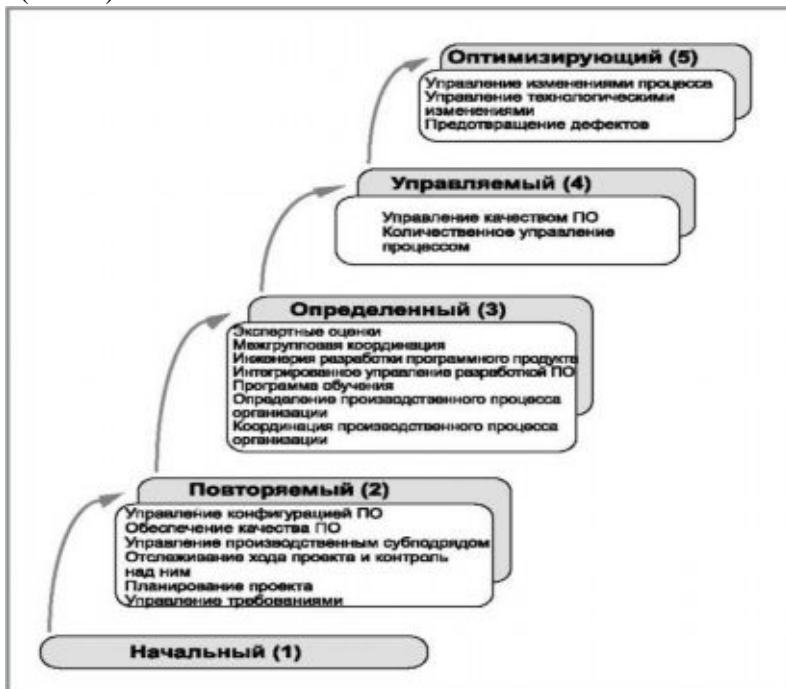 Оптимизирующий (5)
Управление изменениями процесса
Управление технологическими
изменениями
Предотвращение дефектов
Управляемый (4)
Управление качеством ПО
Количественное управление
процессом
Определенный (3)
Экспертные оценки
Межгрупповая координация
Инженерия разработки программного продукта
Интегрированное управление разработкой ПО
Программа обучения
Определение производственного процесса
организации
Координация производственного процесса
организации
Повторяемый (2)
Управление конфигурацией ПО
Обеспечение качества ПО
Управление производственным субподрядом
Отслеживание хода проекта и контроль
над ним
Планирование проекта
Управление требованиями
Начальный (1)